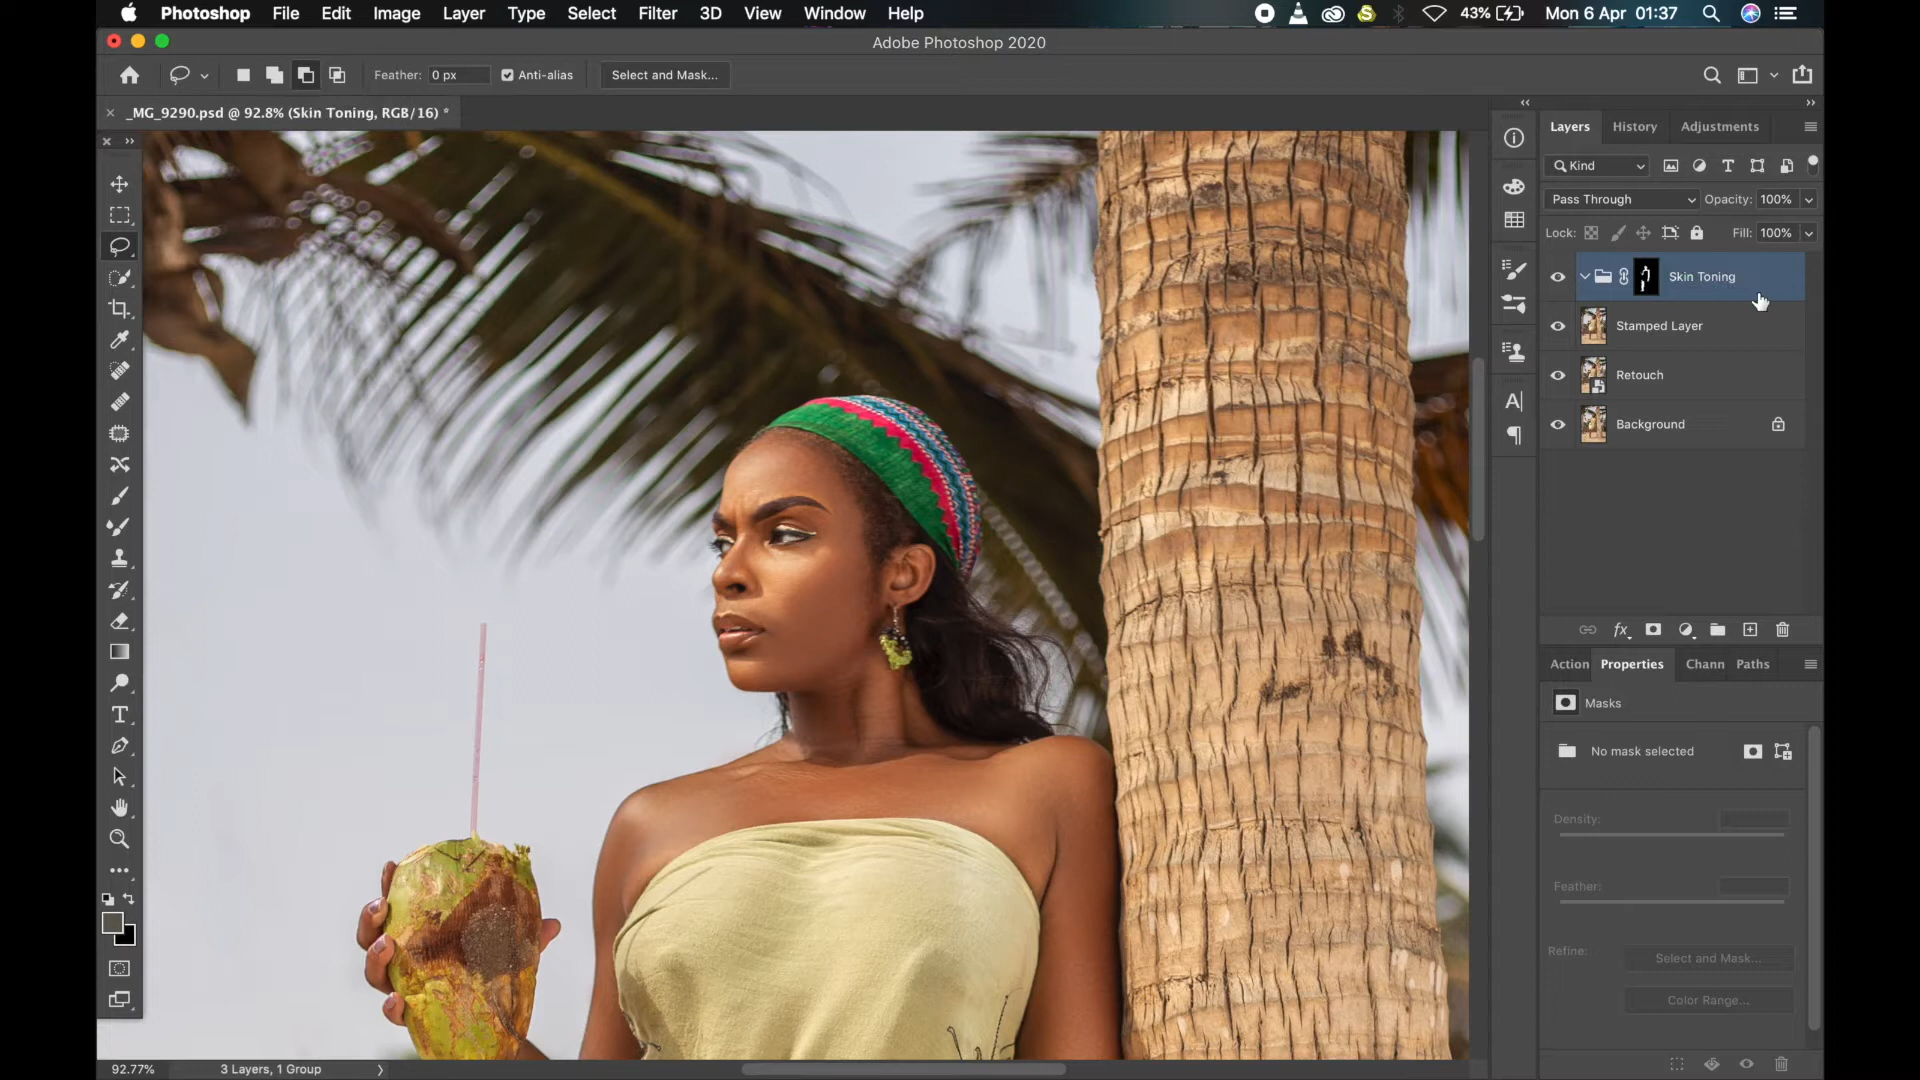 Photoshop File Edit Image Layer Type Select Filter 3D View Window Help 43% Mon 6 Apr 01:37
Adobe Photoshop 2020
Feather: 0 px Anti-alias Select and Mask...
_MG_9290.psd @ 92.8% (Skin Toning, RGB/16) *
Layers History Adjustments
Kind
Pass Through Opacity: 100%
Lock: Fill: 100%
Skin Toning
Stamped Layer
Retouch
Background
fx
Action Properties Chann Paths
Masks
No mask selected
Density:
Feather:
Refine: Select and Mask...
Color Range...
92.77% 3 Layers, 1 Group